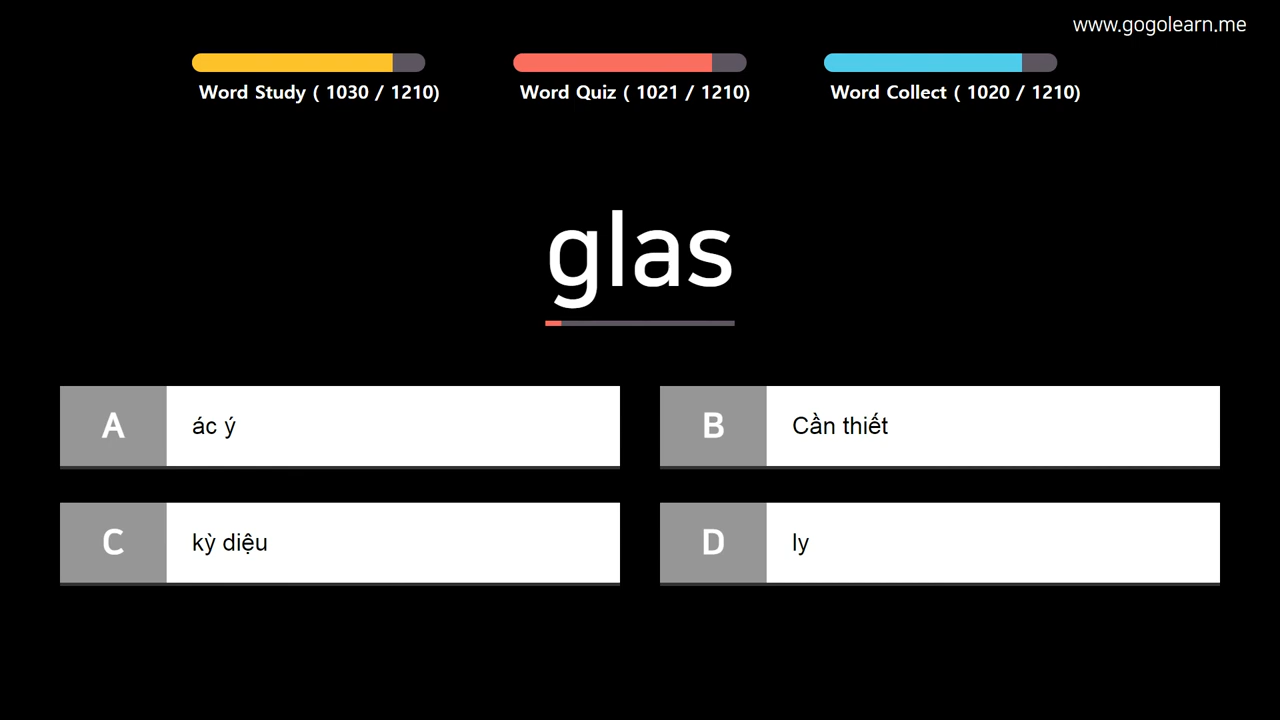 www.gogolearn.me
Word Study ( 1030 / 1210)
Word Quiz ( 1021 / 1210)
Word Collect ( 1020 / 1210)
glas
A
ác ý
B
Cần thiết
C
kỳ diệu
D
ly